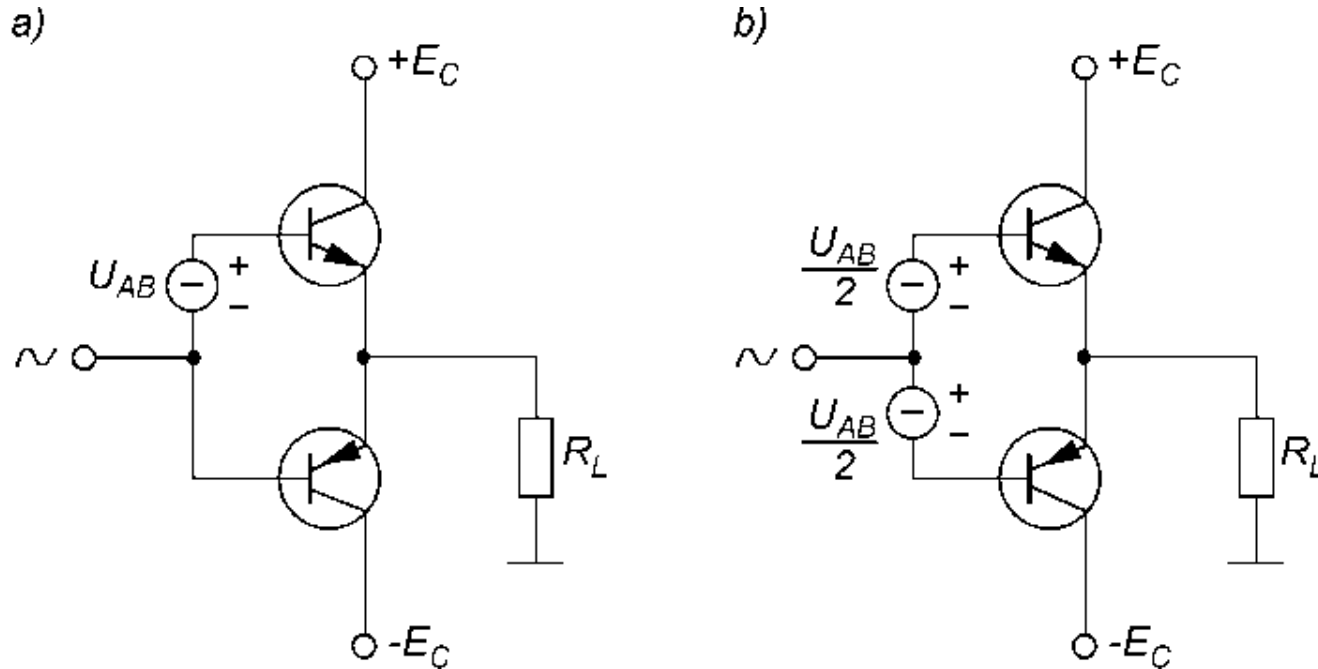 a)
+E_C
U_AB
+
−
−
~
R_L
-E_C
b)
+E_C
U_AB
2
+
−
−
~
U_AB
2
+
−
−
R_L
-E_C